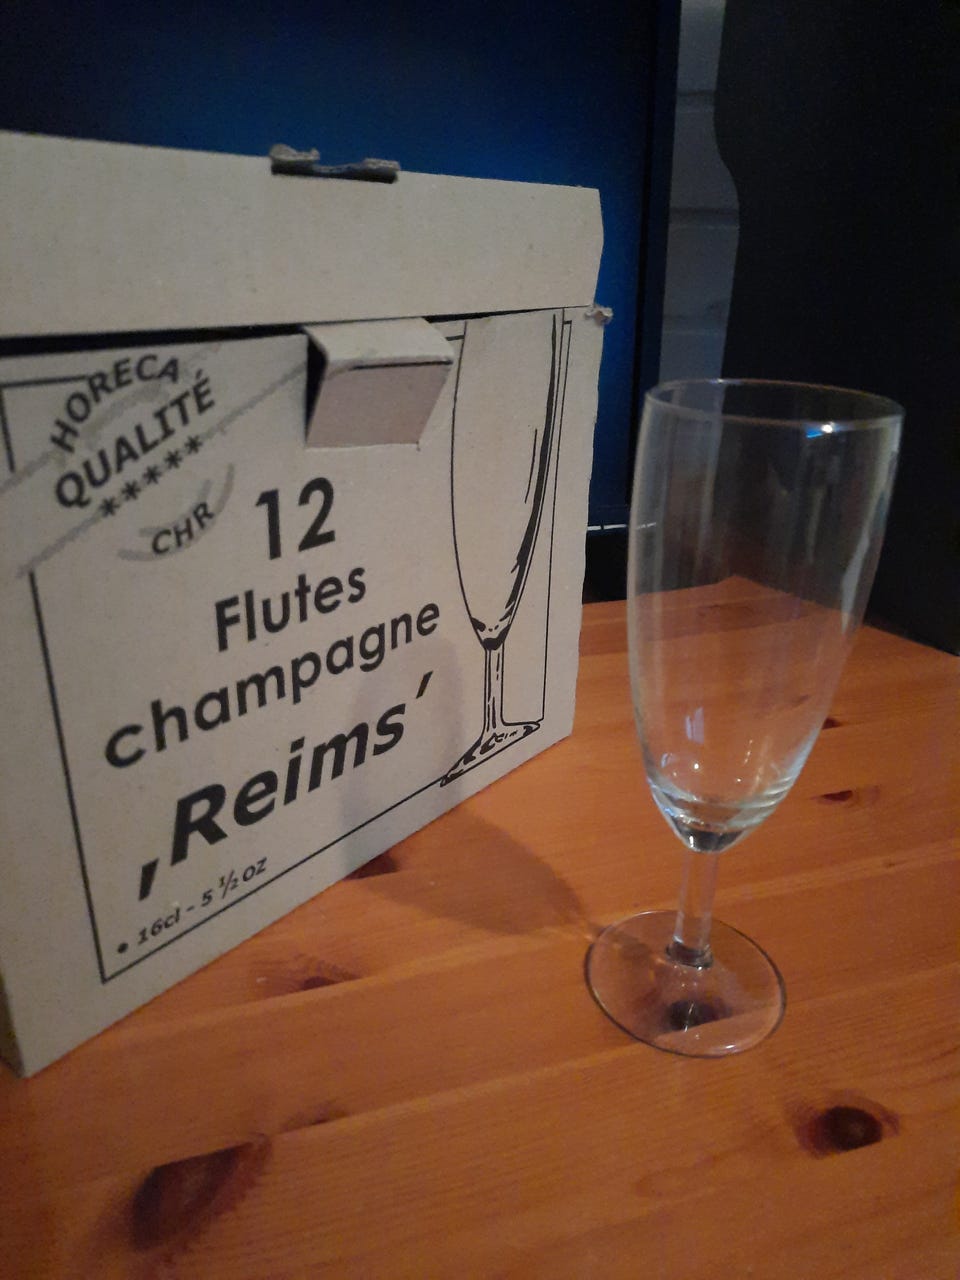 HORECA
QUALITÉ
*****
CHR
12
Flutes
champagne
‚Reims’
• 16cl - 5 ½ oz